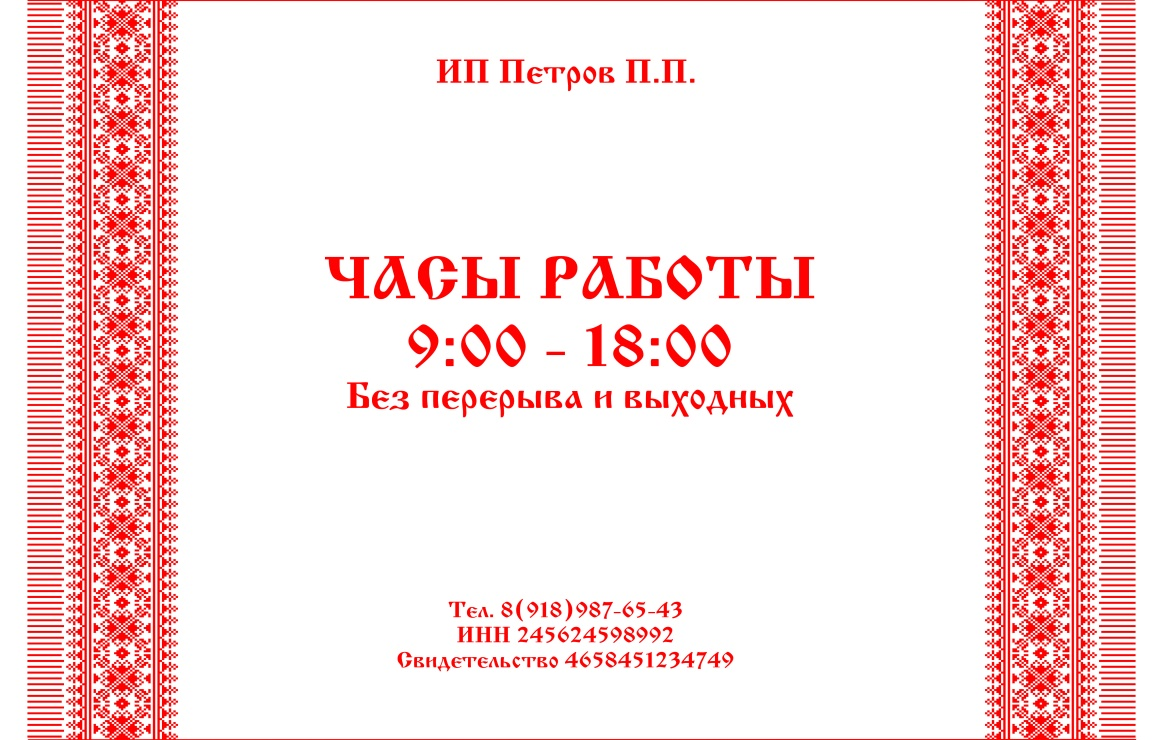 ИП Петров П.П.
ЧАСЫ РАБОТЫ
9:00 - 18:00
Без перерыва и выходных
Тел. 8(918)987-65-43
ИНН 245624598992
Свидетельство 4658451234749